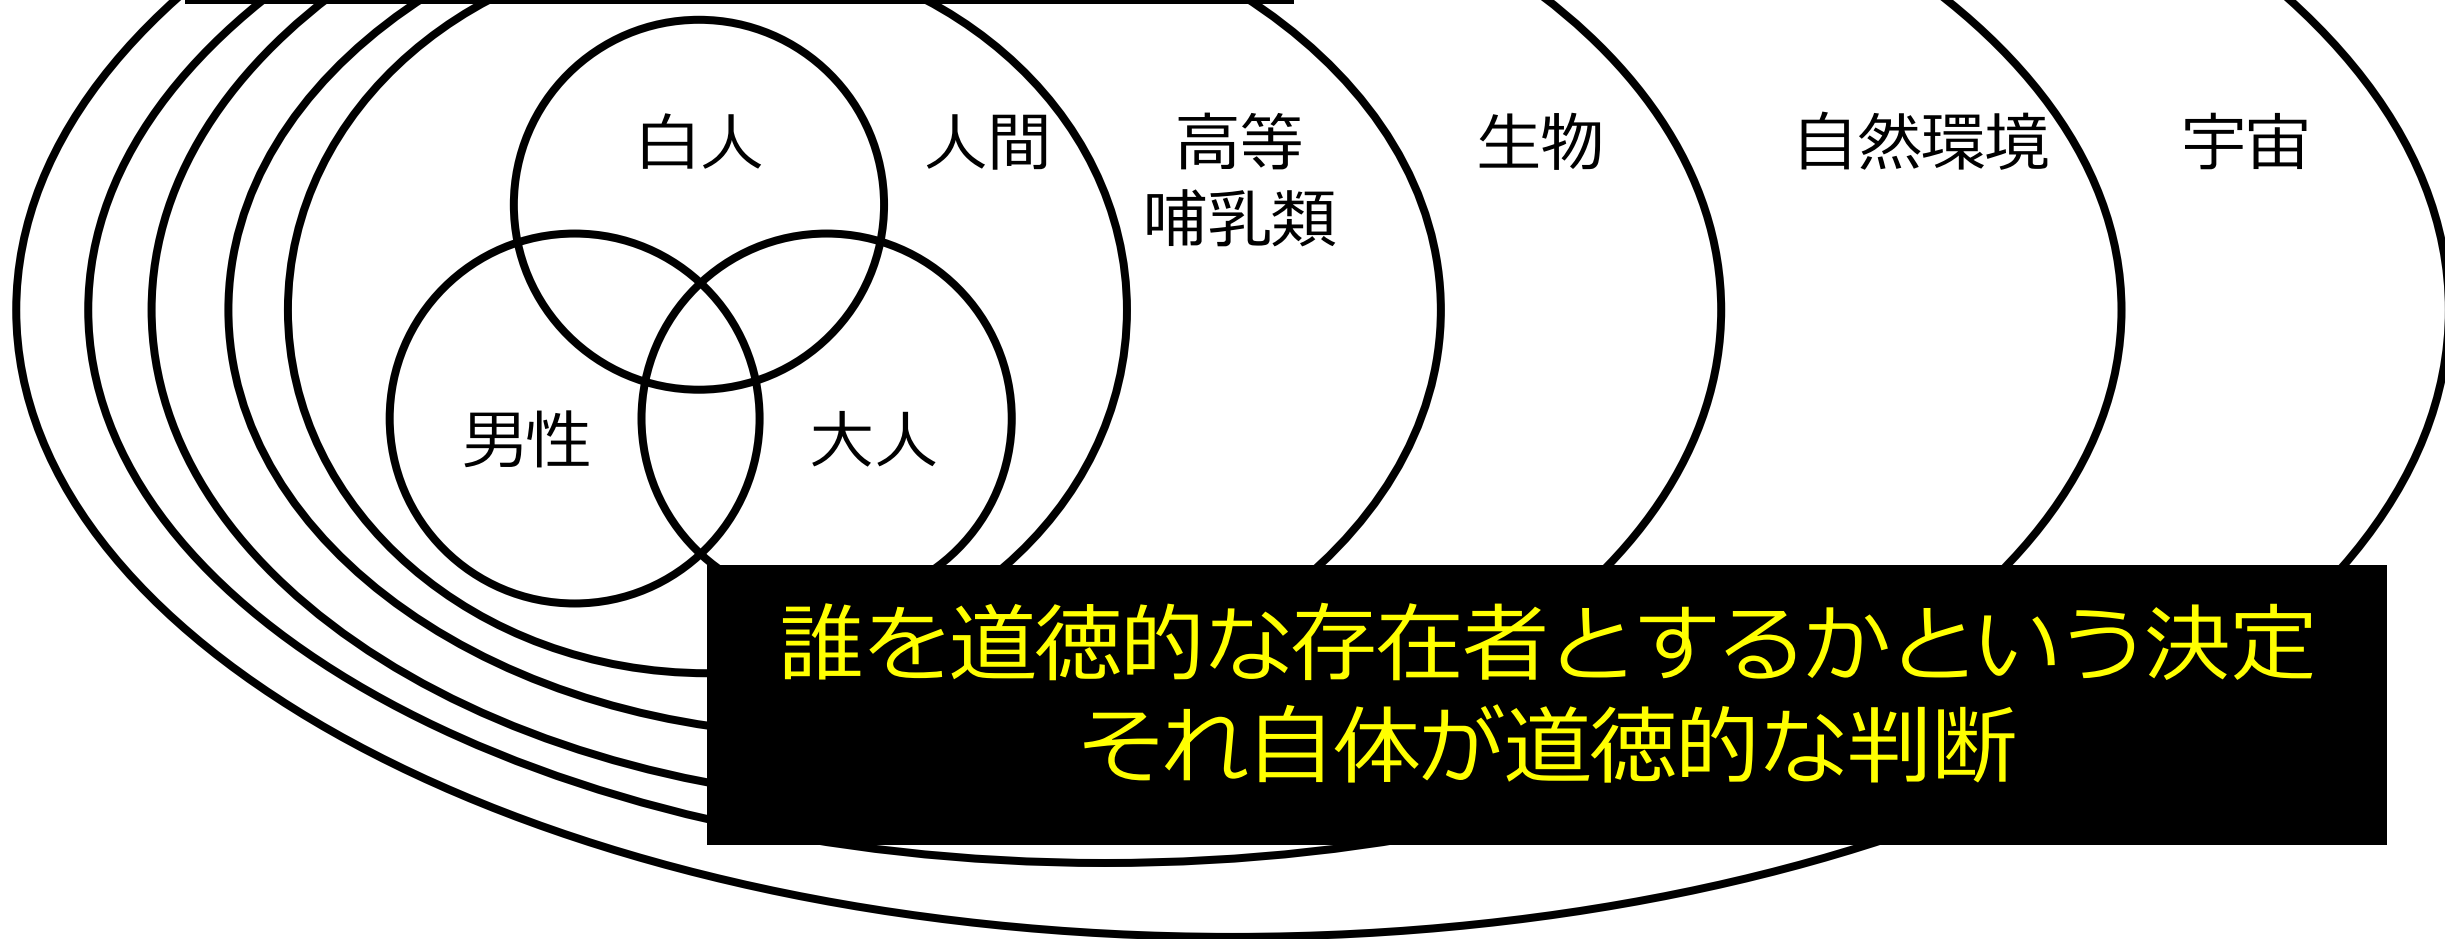 白人
人間
高等
哺乳類
生物
自然環境
宇宙
男性
大人
誰を道徳的な存在者とするかという決定
それ自体が道徳的な判断